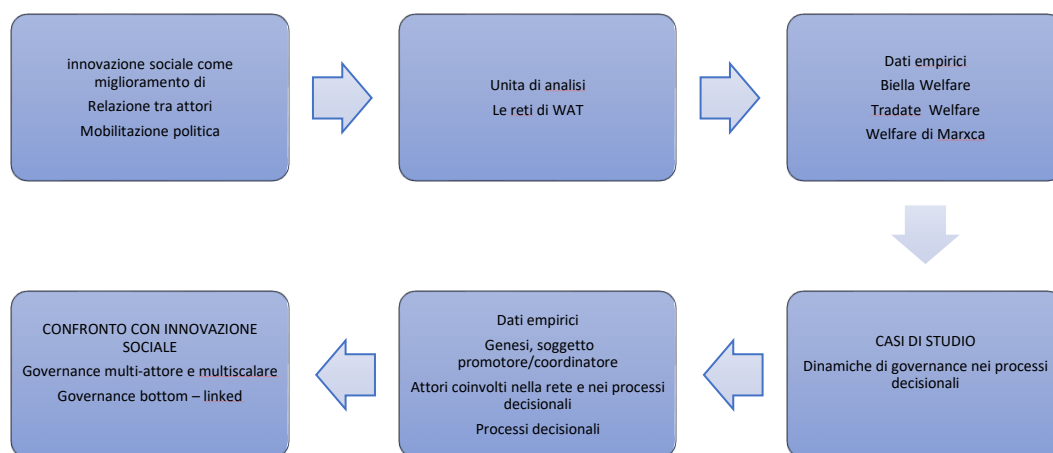 innovazione sociale come
miglioramento di
Relazione tra attori
Mobilitazione politica
Unita di analisi
Le reti di WAT
Dati empirici
Biella Welfare
Tradate Welfare
Welfare di Marxca
CASI DI STUDIO
Dinamiche di governance nei processi
decisionali
Dati empirici
Genesi, soggetto
promotore/coordinatore
Attori coinvolti nella rete e nei processi
decisionali
Processi decisionali
CONFRONTO CON INNOVAZIONE
SOCIALE
Governance multi-attore e multiscalare
Governance bottom – linked